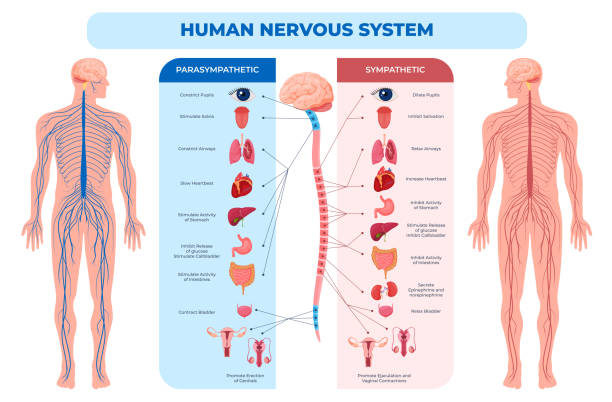 HUMAN NERVOUS SYSTEM
PARASYMPATHETIC
Constrict Pupils
Stimulate Saliva
Constrict Airways
Slow Heartbeat
Stimulate Activity
of Stomach
Inhibit Release
of glucose
Stimulate Callbladder
Stimulate Activity
of Intestines
Contract Bladder
Promote Erection
of Genitals
SYMPATHETIC
Dilate Pupils
Inhibit Salivation
Relax Airways
Increase Heartbeat
Inhibit Activity
of Stomach
Stimulate Release
of glucose
Inhibit Callbladder
Inhibit Activity
of Intestines
Secrete
Epinephrine and
norepinephrine
Relax Bladder
Promote Ejaculation and
Vaginal Contractions